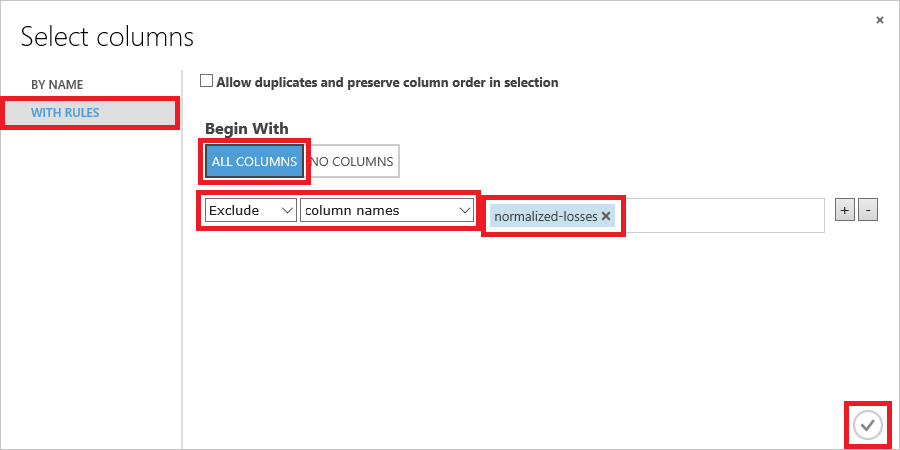 Select columns
BY NAME
WITH RULES
Allow duplicates and preserve column order in selection
Begin With
ALL COLUMNS NO COLUMNS
Exclude column names normalized-losses × + -